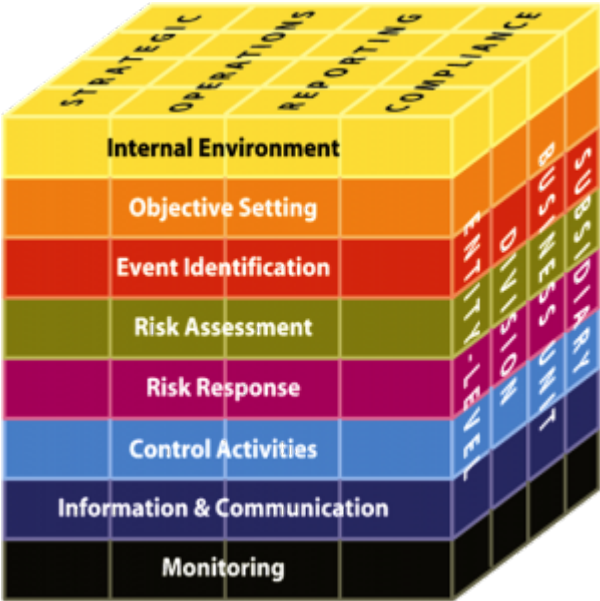 STRATEGIC
OPERATIONS
REPORTING
COMPLIANCE
Internal Environment
Objective Setting
Event Identification
Risk Assessment
Risk Response
Control Activities
Information & Communication
Monitoring
ENTITY-LEVEL
DIVISION
BUSINESS UNIT
SUBSIDIARY